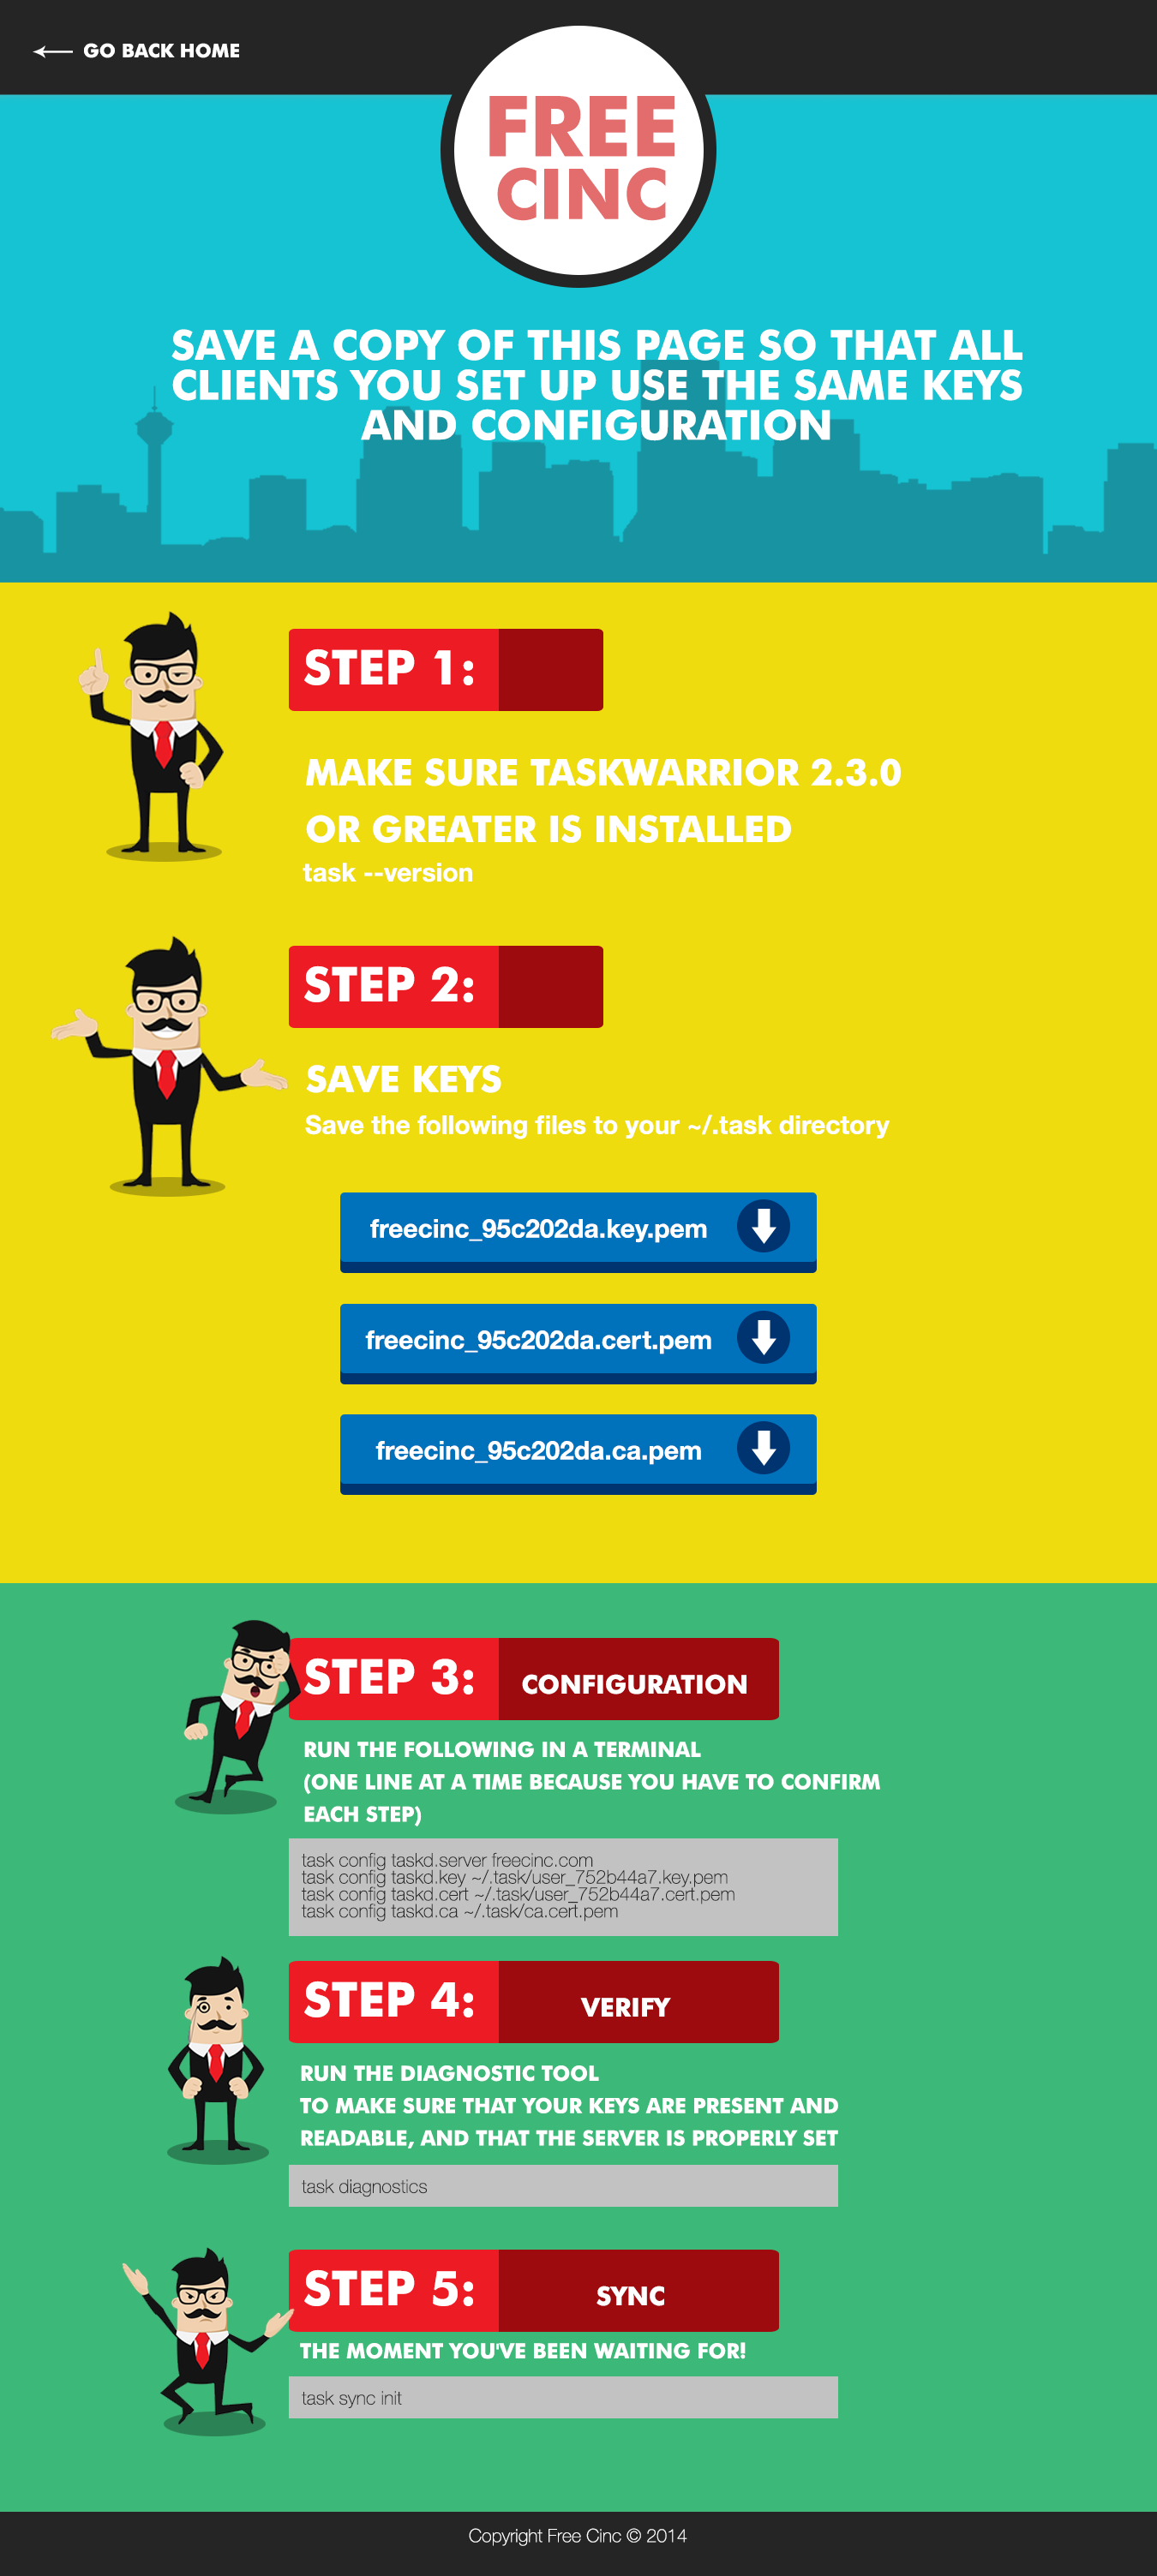 GO BACK HOME
FREE
CINC
SAVE A COPY OF THIS PAGE SO THAT ALL
CLIENTS YOU SET UP USE THE SAME KEYS
AND CONFIGURATION
STEP 1:
MAKE SURE TASKWARRIOR 2.3.0
OR GREATER IS INSTALLED
task --version
STEP 2:
SAVE KEYS
Save the following files to your ~/.task directory
freecinc_95c202da.key.pem
freecinc_95c202da.cert.pem
freecinc_95c202da.ca.pem
STEP 3: CONFIGURATION
RUN THE FOLLOWING IN A TERMINAL
(ONE LINE AT A TIME BECAUSE YOU HAVE TO CONFIRM
EACH STEP)
task config taskd.server freecinc.com
task config taskd.key ~/.task/user_752b44a7.key.pem
task config taskd.cert ~/.task/user_752b44a7.cert.pem
task config taskd.ca ~/.task/ca.cert.pem
STEP 4: VERIFY
RUN THE DIAGNOSTIC TOOL
TO MAKE SURE THAT YOUR KEYS ARE PRESENT AND
READABLE, AND THAT THE SERVER IS PROPERLY SET
task diagnostics
STEP 5: SYNC
THE MOMENT YOU'VE BEEN WAITING FOR!
task sync init
Copyright Free Cinc © 2014